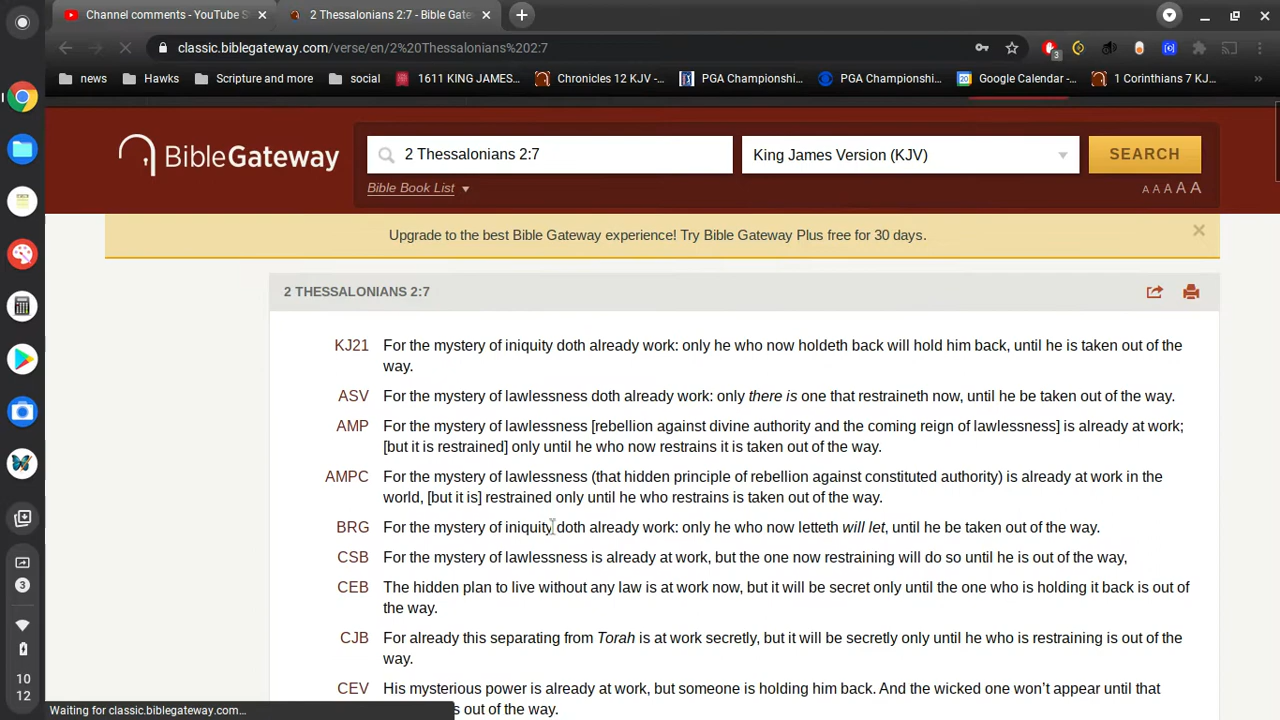 Channel comments - YouTube S
2 Thessalonians 2:7 - Bible Gate
classic.biblegateway.com/verse/en/2%20Thessalonians%202:7
3
news
Hawks
Scripture and more
social
1611 KING JAMES...
Chronicles 12 KJV -...
PGA Championshi...
PGA Championshi...
20
Google Calendar -...
1 Corinthians 7 KJ...
BibleGateway
2 Thessalonians 2:7
King James Version (KJV)
SEARCH
Bible Book List
A A A A A
Upgrade to the best Bible Gateway experience! Try Bible Gateway Plus free for 30 days.
2 THESSALONIANS 2:7
KJ21 For the mystery of iniquity doth already work: only he who now holdeth back will hold him back, until he is taken out of the
way.
ASV For the mystery of lawlessness doth already work: only there is one that restraineth now, until he be taken out of the way.
AMP For the mystery of lawlessness [rebellion against divine authority and the coming reign of lawlessness] is already at work;
[but it is restrained] only until he who now restrains it is taken out of the way.
AMPC For the mystery of lawlessness (that hidden principle of rebellion against constituted authority) is already at work in the
world, [but it is] restrained only until he who restrains is taken out of the way.
BRG For the mystery of iniquity doth already work: only he who now letteth will let, until he be taken out of the way.
CSB For the mystery of lawlessness is already at work, but the one now restraining will do so until he is out of the way,
CEB The hidden plan to live without any law is at work now, but it will be secret only until the one who is holding it back is out of
the way.
CJB For already this separating from Torah is at work secretly, but it will be secretly only until he who is restraining is out of the
way.
CEV His mysterious power is already at work, but someone is holding him back. And the wicked one won't appear until that
s out of the way.
Waiting for classic.biblegateway.com...
3
10
12